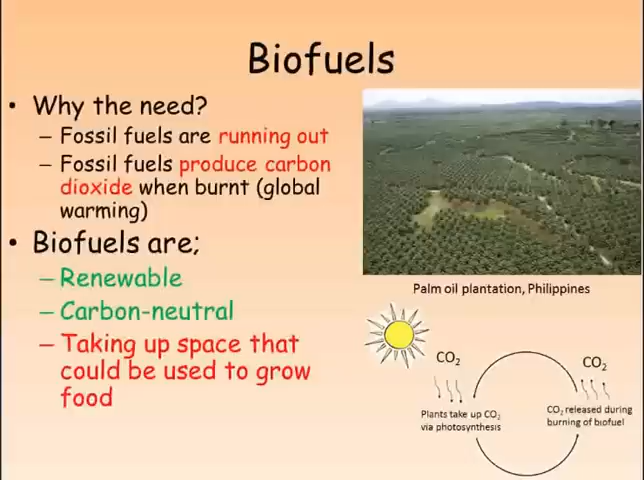 Biofuels
• Why the need?
– Fossil fuels are running out
– Fossil fuels produce carbon
dioxide when burnt (global
warming)
• Biofuels are;
– Renewable
– Carbon-neutral
– Taking up space that
could be used to grow
food
Palm oil plantation, Philippines
CO₂
Plants take up CO₂
via photosynthesis
CO₂
CO₂ released during
burning of biofuel